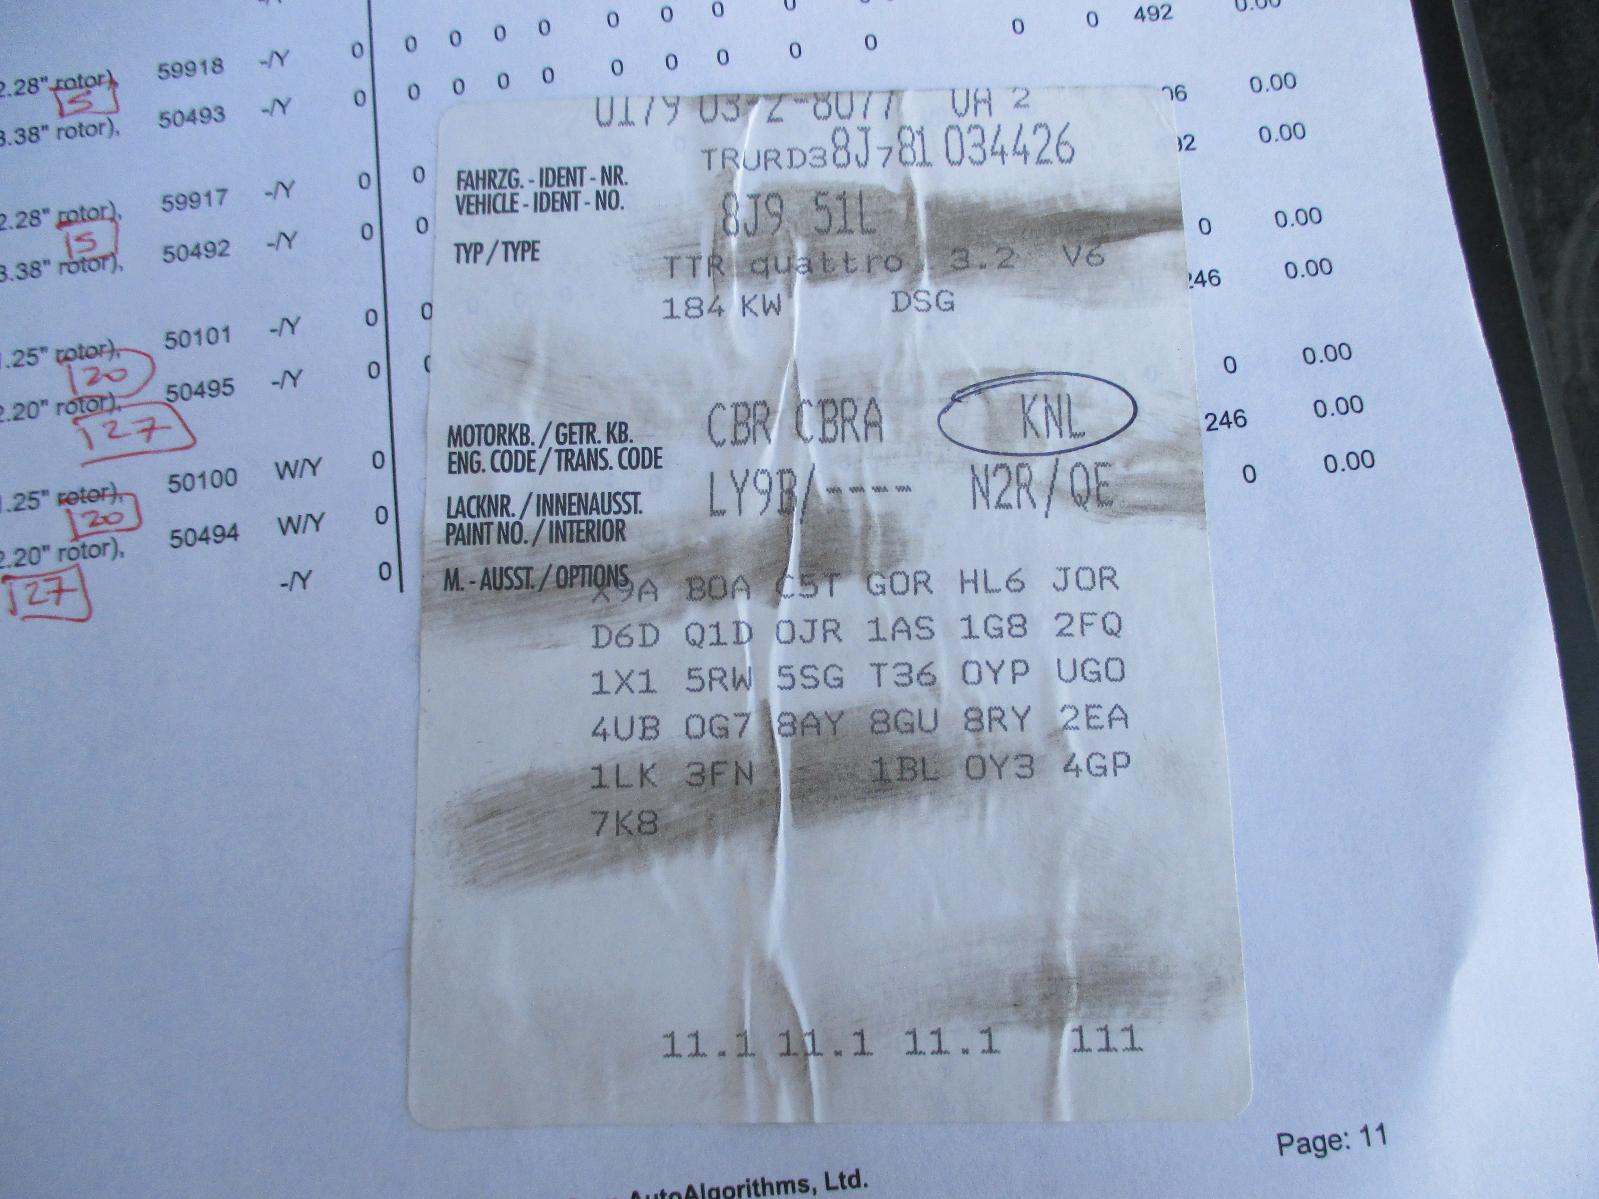 0 0 0 0 0 0 0 0 0 0 492 0.00
2.28" rotor), 59918 -/Y 0 0 0 0 0 0 0 0 0 0 0.00
5
3.38" rotor), 50493 -/Y 0 0 0.00
2.28" rotor), 59917 -/Y 0 0 0 0.00
5
3.38" rotor), 50492 -/Y 0 0 246 0.00
1.25" rotor), 50101 -/Y 0 0 0.00
20
2.20" rotor), 50495 -/Y 0 246 0.00
127
1.25" rotor), 50100 W/Y 0 0 0.00
20
2.20" rotor), 50494 W/Y 0
127
-/Y 0
0179 03-2-8077 UA 2
FAHRZG. - IDENT - NR. TRURD38J781034426
VEHICLE - IDENT - NO.
8J9 51L
TYP / TYPE
TTR quattro 3.2 V6
184 KW DSG
MOTORKB. / GETR. KB. CBR CBRA KNL
ENG. CODE / TRANS. CODE
LACKNR. / INNENAUSST. LY9B/---- N2R/QE
PAINT NO. / INTERIOR
M. - AUSST. / OPTIONS
X9A B0A C5T G0R HL6 J0R
D6D Q1D 0JR 1AS 1G8 2FQ
1X1 5RW 5SG T36 0YP UG0
4UB 0G7 8AY 8GU 8RY 2EA
1LK 3FN 1BL 0Y3 4GP
7K8
11.1 11.1 11.1 111
Page: 11
AutoAlgorithms, Ltd.